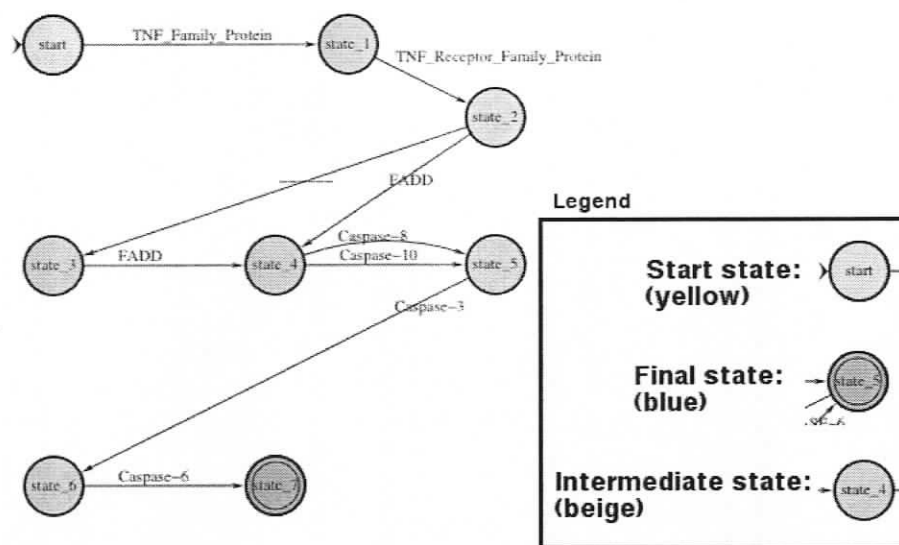 start
TNF_Family_Protein
state_1
TNF_Receptor_Family_Protein
state_2
FADD
state_3
FADD
state_4
Caspase-8
Caspase-10
state_5
Caspase-3
state_6
Caspase-6
state_7
Legend
Start state:
(yellow)
start
Final state:
(blue)
state_5
Intermediate state:
(beige)
state_4